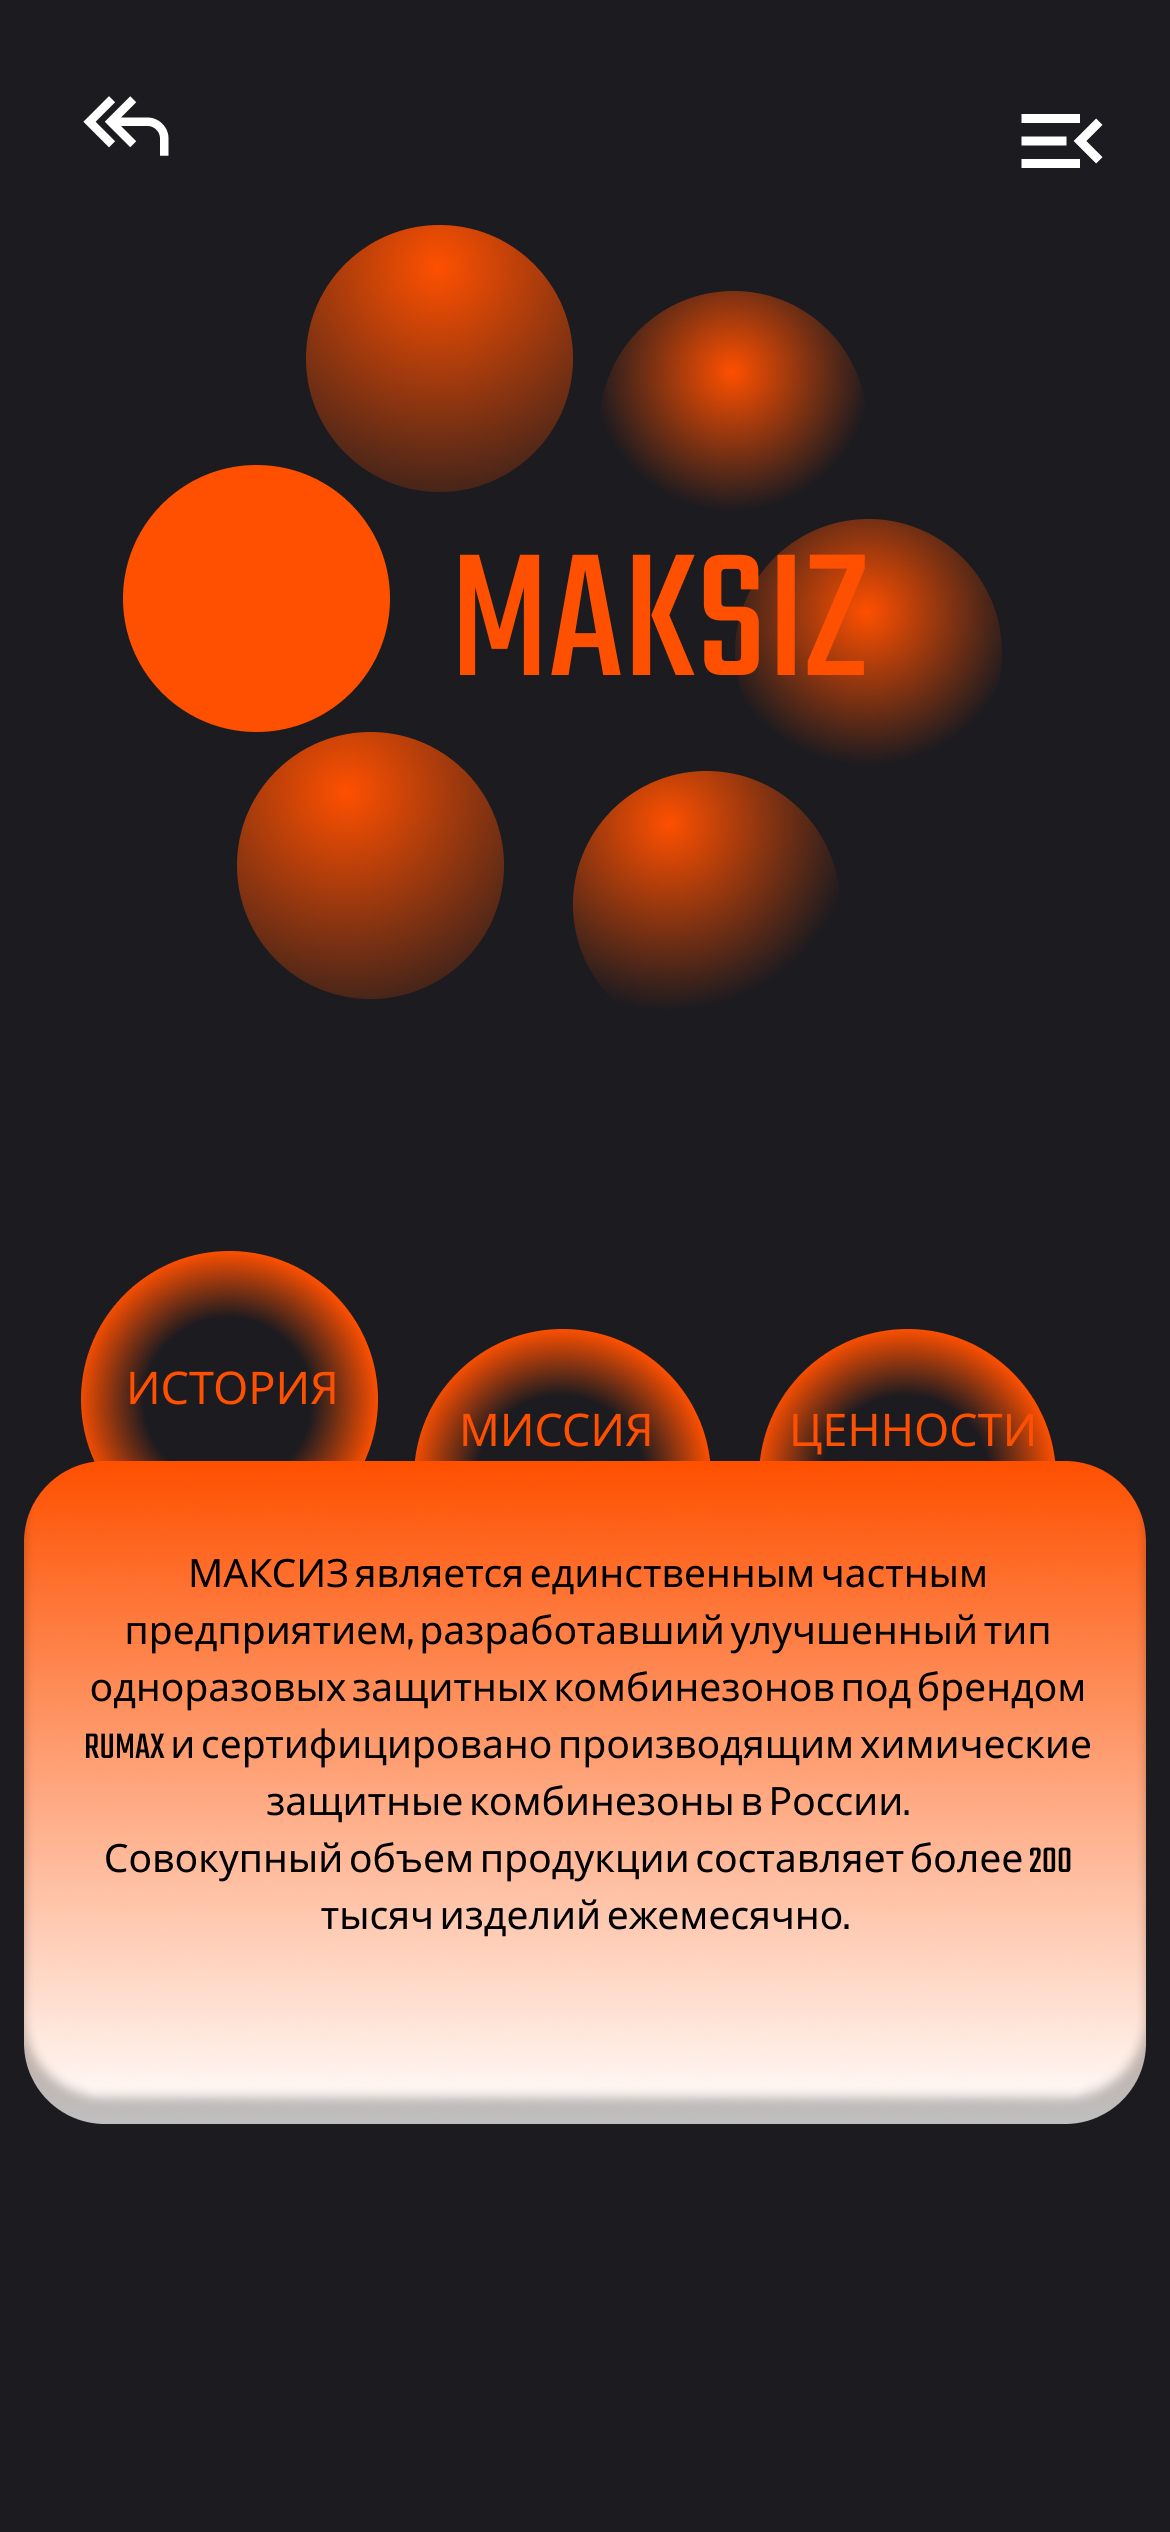 MAKSIZ
ИСТОРИЯ
МИССИЯ
ЦЕННОСТИ
МАКСИЗ является единственным частным
предприятием, разработавший улучшенный тип
одноразовых защитных комбинезонов под брендом
RUMAX и сертифицировано производящим химические
защитные комбинезоны в России.
Совокупный объем продукции составляет более 200
тысяч изделий ежемесячно.